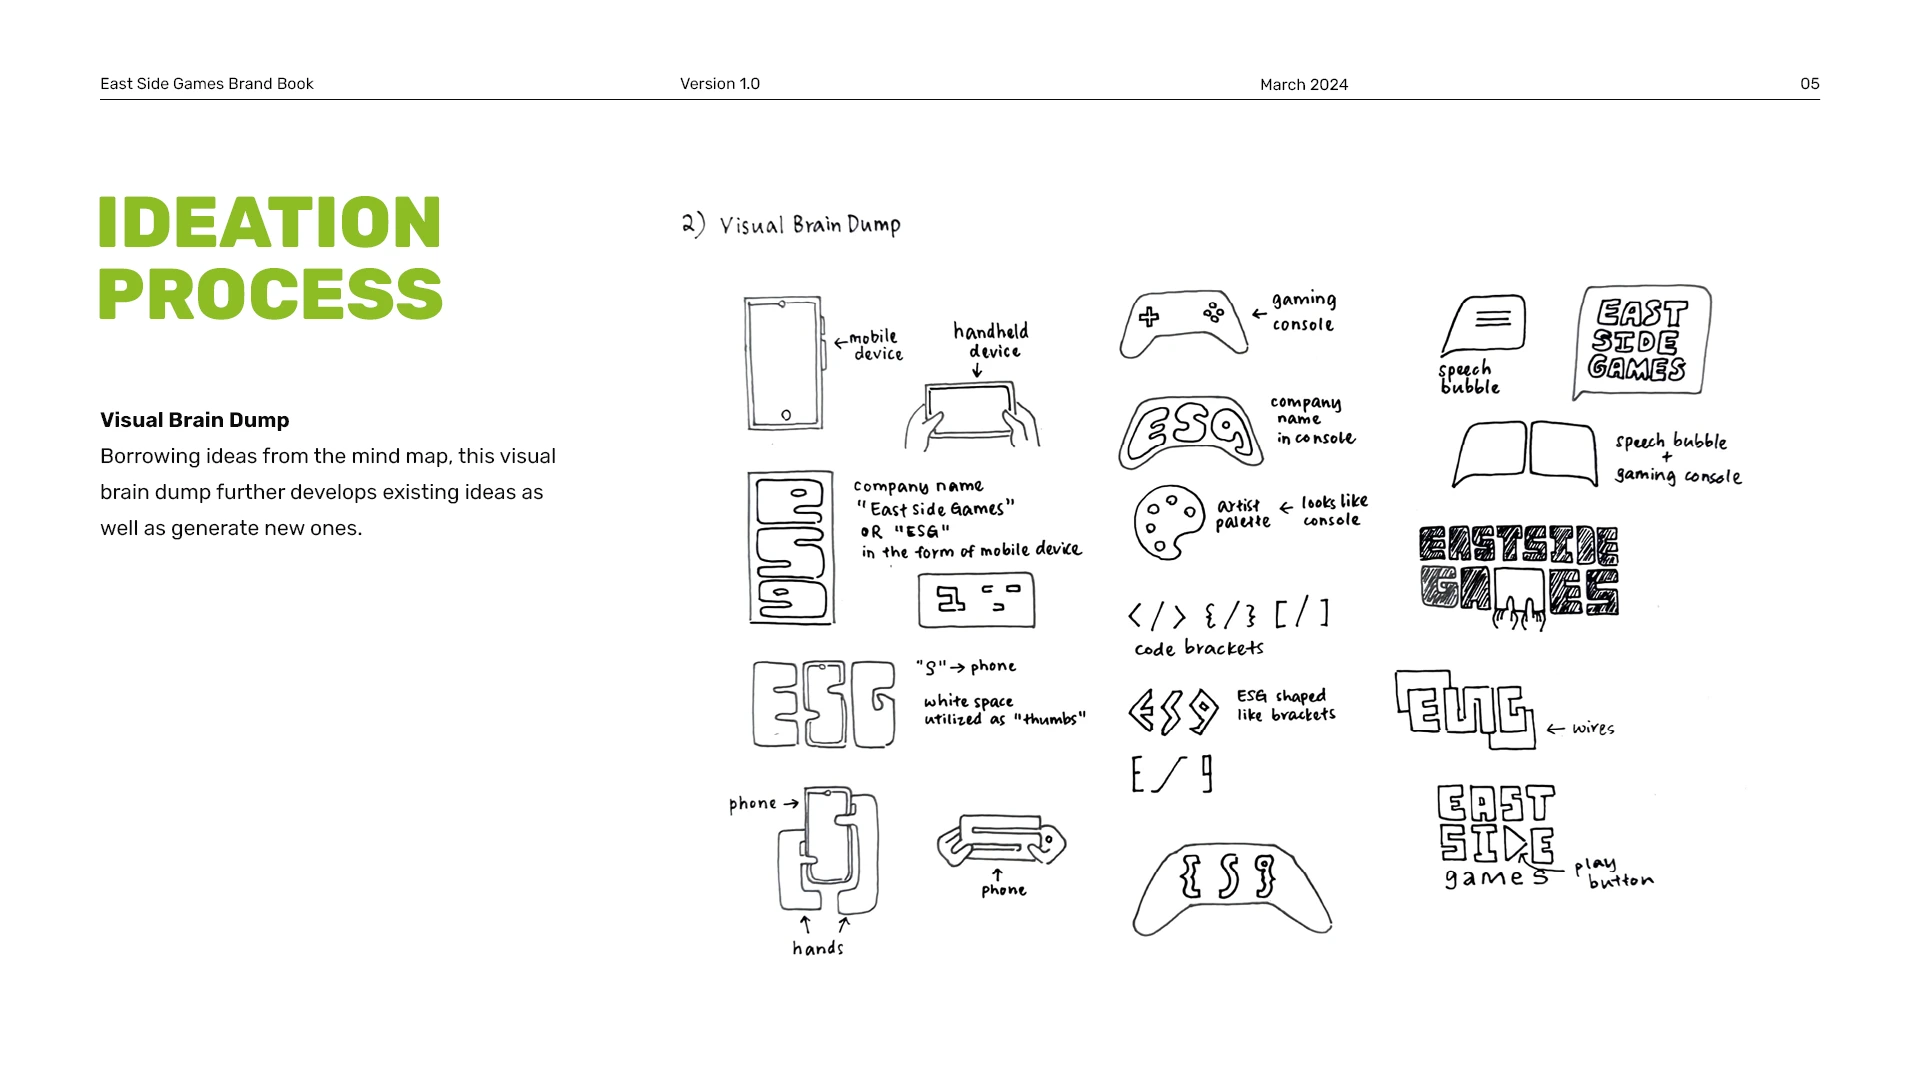 East Side Games Brand Book
Version 1.0
March 2024
05
IDEATION
PROCESS
Visual Brain Dump
Borrowing ideas from the mind map, this visual
brain dump further develops existing ideas as
well as generate new ones.
2) Visual Brain Dump
←mobile
device
handheld
device
↓
esg
company name
"East Side Games"
OR "ESG"
in the form of mobile device
ESG
"S"→ phone
white space
utilized as "thumbs"
phone →
↑ ↑
hands
↑
phone
← gaming
console
ESg
company
name
in console
artist
palette
← looks like
console
</> {/} [/]
code brackets
ESg
ESG shaped
like brackets
E/g
{Sg
speech
bubble
EAST
SIDE
GAMES
speech bubble
+
gaming console
EASTSIDE
GAMES
← wires
EAST
SIDE
games
play
button